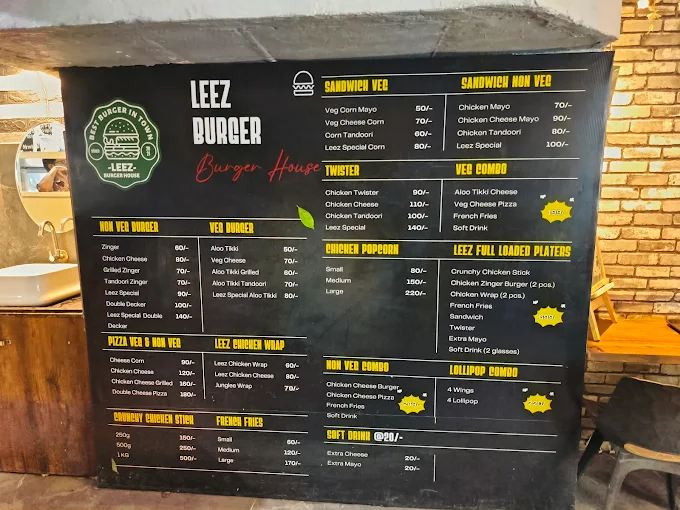 BEST BURGER IN TOWN
-LEEZ-
BURGER HOUSE
LEEZ
BURGER
Burger House
NON VEG BURGER
Zinger 60/-
Chicken Cheese 80/-
Grilled Zinger 70/-
Tandoori Zinger 70/-
Leez Special 90/-
Double Decker 100/-
Leez Special Double Decker 140/-
VEG BURGER
Aloo Tikki 50/-
Veg Cheese 70/-
Aloo Tikki Grilled 60/-
Aloo Tikki Tandoori 70/-
Leez Special Aloo Tikki 80/-
PIZZA VEG & NON VEG
Cheese Corn 90/-
Chicken Cheese 120/-
Chicken Cheese Grilled 160/-
Double Cheese Pizza 180/-
LEEZ CHICKEN WRAP
Leez Chicken Wrap 60/-
Leez Chicken Cheese 80/-
Junglee Wrap 70/-
CRUNCHY CHICKEN STICK
250g 150/-
500g 250/-
1KG 500/-
FRENCH FRIES
Small 60/-
Medium 120/-
Large 170/-
SANDWICH VEG
Veg Corn Mayo 50/-
Veg Cheese Corn 70/-
Corn Tandoori 60/-
Leez Special Corn 80/-
SANDWICH NON VEG
Chicken Mayo 70/-
Chicken Cheese Mayo 90/-
Chicken Tandoori 80/-
Leez Special 100/-
TWISTER
Chicken Twister 90/-
Chicken Cheese 110/-
Chicken Tandoori 100/-
Leez Special 140/-
VEG COMBO
Aloo Tikki Cheese
Veg Cheese Pizza
French Fries
Soft Drink
CHICKEN POPCORN
Small 80/-
Medium 150/-
Large 220/-
LEEZ FULL LOADED PLATERS
Crunchy Chicken Stick
Chicken Zinger Burger (2 pcs.)
Chicken Wrap (2 pcs.)
French Fries
Sandwich
Twister
Extra Mayo
Soft Drink (2 glasses)
NON VEG COMBO
Chicken Cheese Burger
Chicken Cheese Pizza
French Fries
Soft Drink
LOLLIPOP COMBO
4 Wings
4 Lollipop
SOFT DRINK @20/-
Extra Cheese 20/-
Extra Mayo 20/-